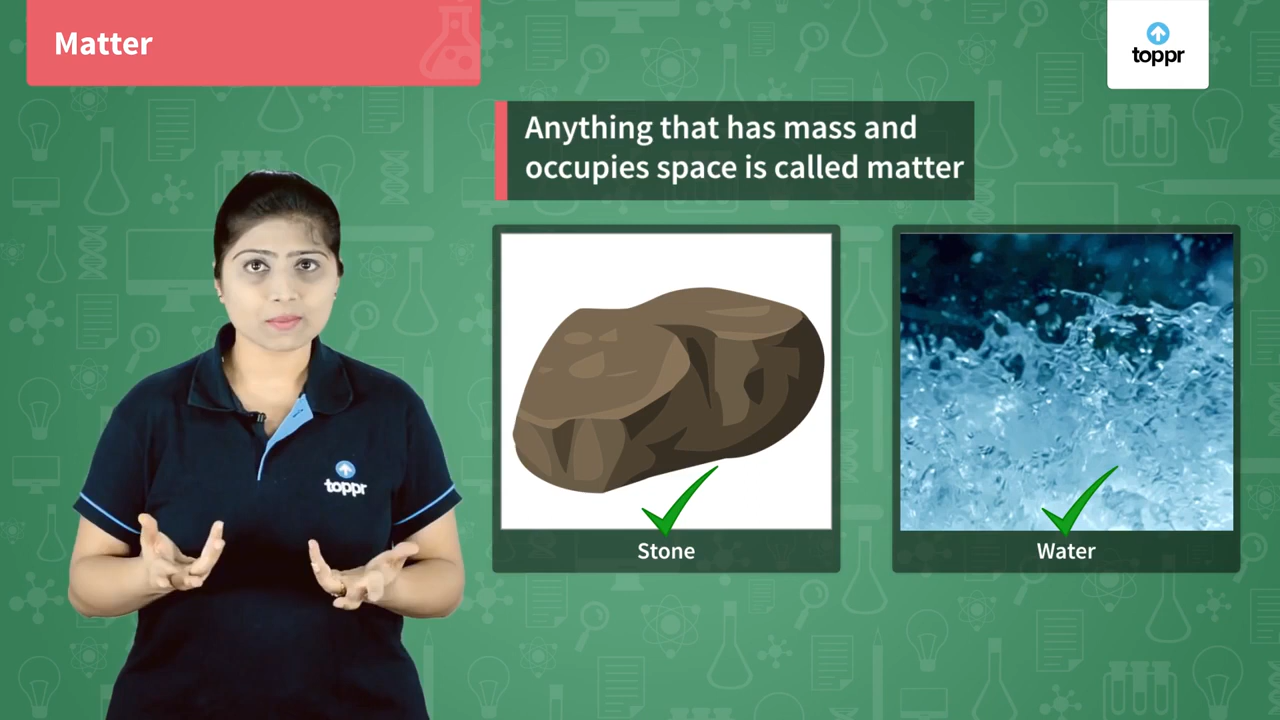 Matter
toppr
Anything that has mass and
occupies space is called matter
toppr
Stone
Water